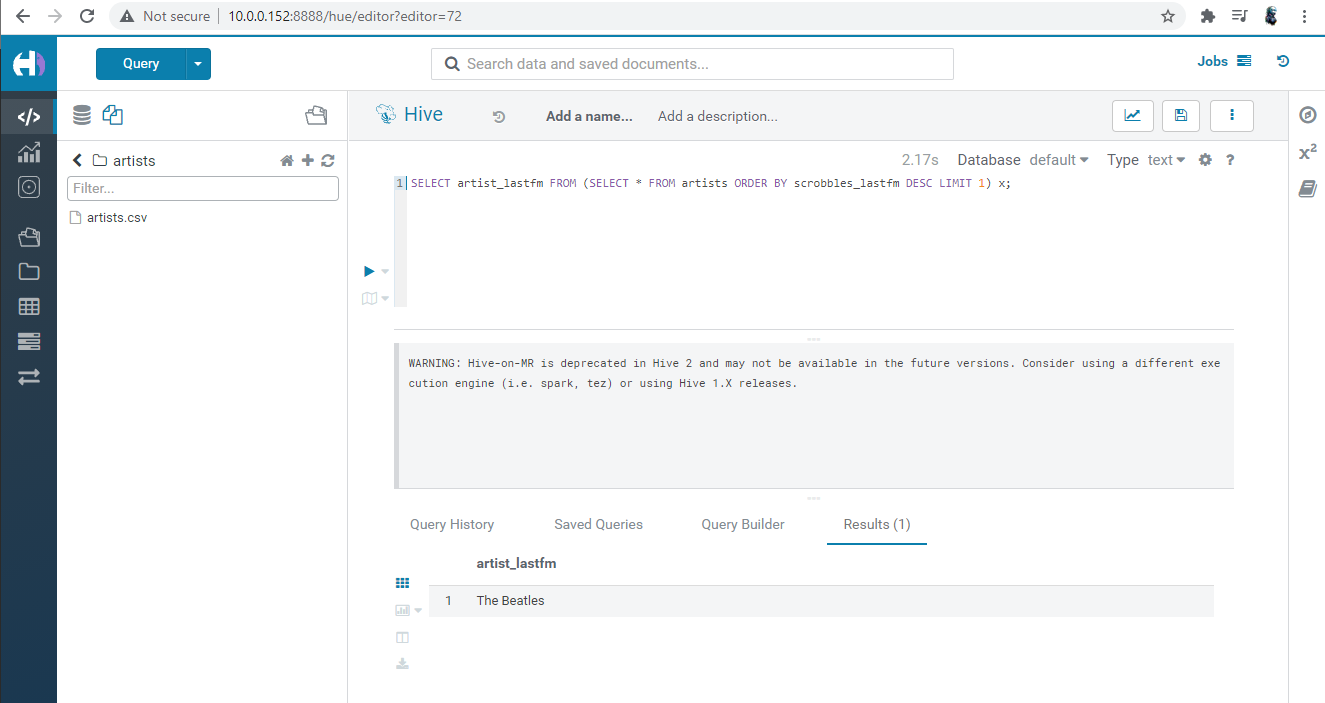 Not secure | 10.0.0.152:8888/hue/editor?editor=72
Query
Search data and saved documents...
Jobs
</>
Hive
Add a name...
Add a description...
artists
Filter...
artists.csv
2.17s Database default Type text ?
x²
1 SELECT artist_lastfm FROM (SELECT * FROM artists ORDER BY scrobbles_lastfm DESC LIMIT 1) x;
WARNING: Hive-on-MR is deprecated in Hive 2 and may not be available in the future versions. Consider using a different exe
cution engine (i.e. spark, tez) or using Hive 1.X releases.
Query History
Saved Queries
Query Builder
Results (1)
artist_lastfm
1 The Beatles